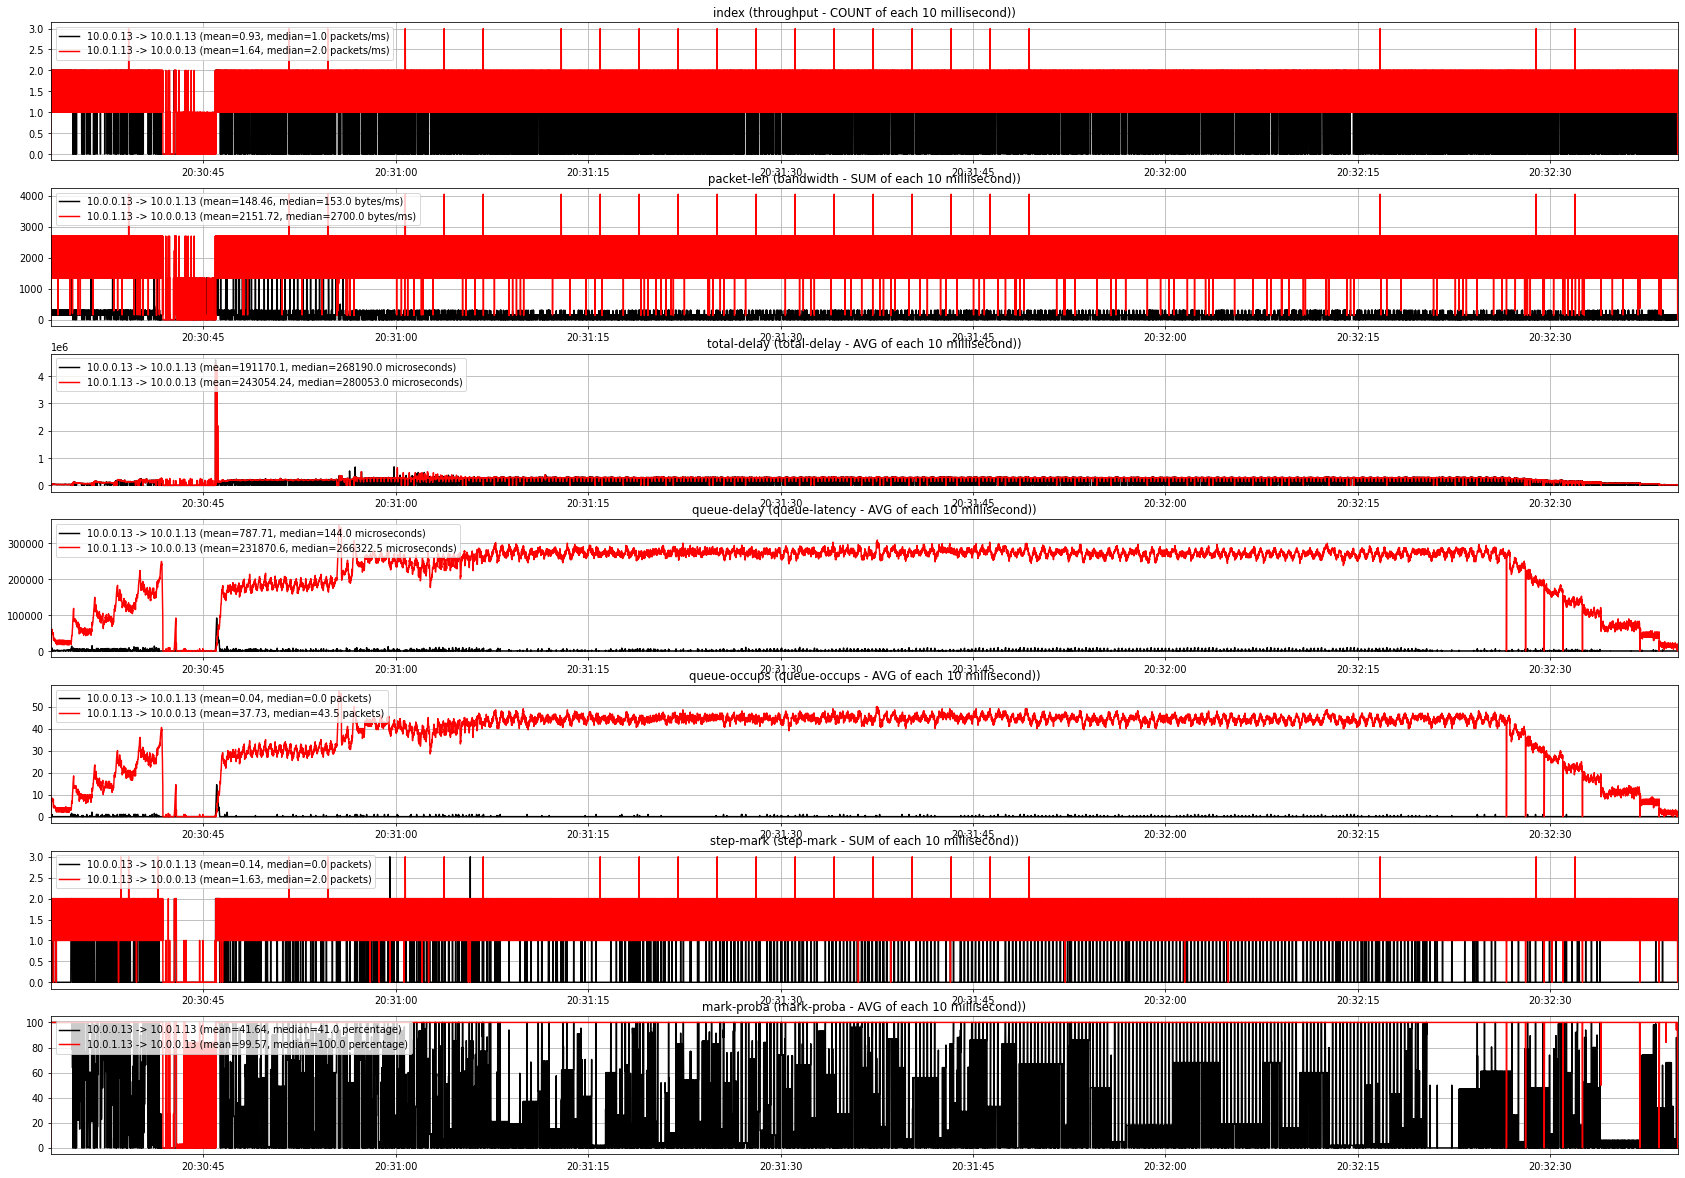 index (throughput - COUNT of each 10 millisecond))
3.0
2.5
2.0
1.5
1.0
0.5
0.0
10.0.0.13 -> 10.0.1.13 (mean=0.93, median=1.0 packets/ms)
10.0.1.13 -> 10.0.0.13 (mean=1.64, median=2.0 packets/ms)
20:30:45 20:31:00 20:31:15 20:31:30 20:31:45 20:32:00 20:32:15 20:32:30
packet-len (bandwidth - SUM of each 10 millisecond))
4000
3000
2000
1000
0
10.0.0.13 -> 10.0.1.13 (mean=148.46, median=153.0 bytes/ms)
10.0.1.13 -> 10.0.0.13 (mean=2151.72, median=2700.0 bytes/ms)
20:30:45 20:31:00 20:31:15 20:31:30 20:31:45 20:32:00 20:32:15 20:32:30
total-delay (total-delay - AVG of each 10 millisecond))
1e6
4
3
2
1
0
10.0.0.13 -> 10.0.1.13 (mean=191170.1, median=268190.0 microseconds)
10.0.1.13 -> 10.0.0.13 (mean=243054.24, median=280053.0 microseconds)
20:30:45 20:31:00 20:31:15 20:31:30 20:31:45 20:32:00 20:32:15 20:32:30
queue-delay (queue-latency - AVG of each 10 millisecond))
300000
200000
100000
0
10.0.0.13 -> 10.0.1.13 (mean=787.71, median=144.0 microseconds)
10.0.1.13 -> 10.0.0.13 (mean=231870.6, median=266322.5 microseconds)
20:30:45 20:31:00 20:31:15 20:31:30 20:31:45 20:32:00 20:32:15 20:32:30
queue-occups (queue-occups - AVG of each 10 millisecond))
50
40
30
20
10
0
10.0.0.13 -> 10.0.1.13 (mean=0.04, median=0.0 packets)
10.0.1.13 -> 10.0.0.13 (mean=37.73, median=43.5 packets)
20:30:45 20:31:00 20:31:15 20:31:30 20:31:45 20:32:00 20:32:15 20:32:30
step-mark (step-mark - SUM of each 10 millisecond))
3.0
2.5
2.0
1.5
1.0
0.5
0.0
10.0.0.13 -> 10.0.1.13 (mean=0.14, median=0.0 packets)
10.0.1.13 -> 10.0.0.13 (mean=1.63, median=2.0 packets)
20:30:45 20:31:00 20:31:15 20:31:30 20:31:45 20:32:00 20:32:15 20:32:30
mark-proba (mark-proba - AVG of each 10 millisecond))
100
80
60
40
20
0
10.0.0.13 -> 10.0.1.13 (mean=41.64, median=41.0 percentage)
10.0.1.13 -> 10.0.0.13 (mean=99.57, median=100.0 percentage)
20:30:45 20:31:00 20:31:15 20:31:30 20:31:45 20:32:00 20:32:15 20:32:30